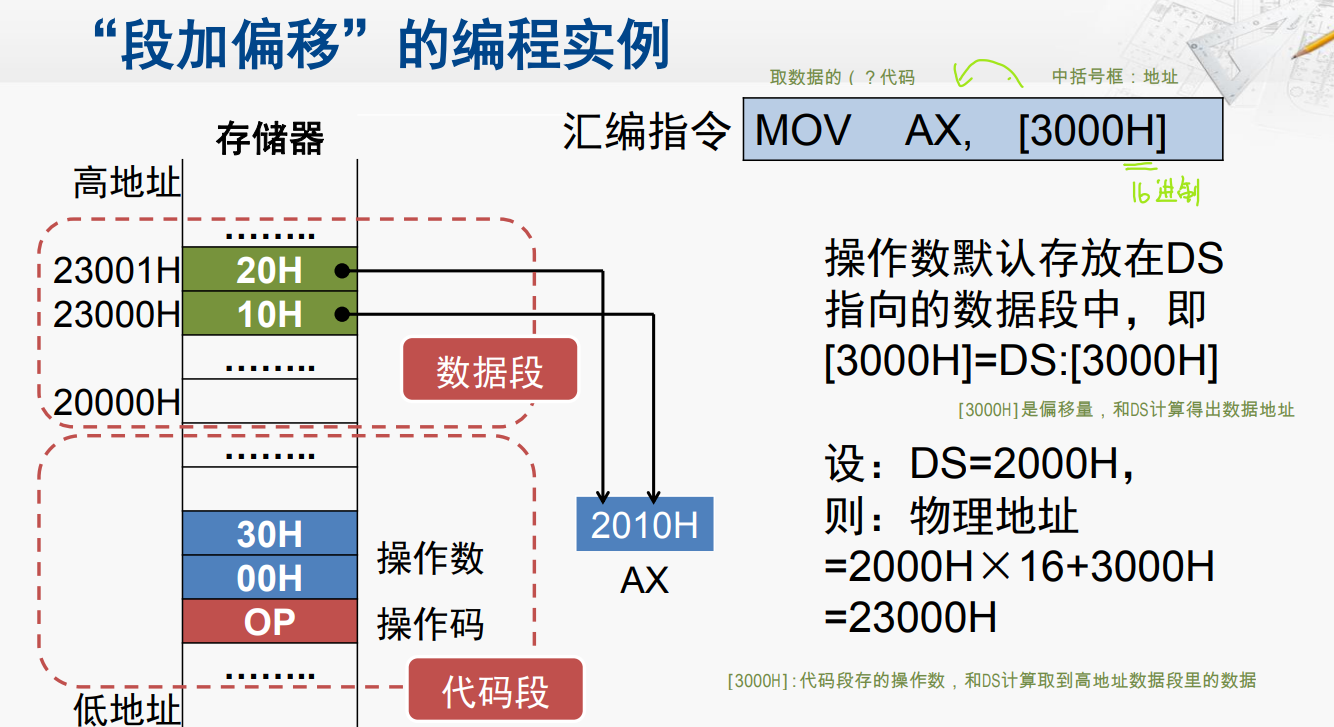 “段加偏移”的编程实例
取数据的（？代码
中括号框：地址
汇编指令
MOV AX, [3000H]
16进制
存储器
高地址
........
23001H 20H
23000H 10H
........
数据段
20000H
........
30H
00H
操作数
OP 操作码
........
代码段
低地址
2010H
AX
操作数默认存放在DS
指向的数据段中，即
[3000H]=DS:[3000H]
[3000H]是偏移量，和DS计算得出数据地址
设：DS=2000H，
则：物理地址
=2000H×16+3000H
=23000H
[3000H]:代码段存的操作数，和DS计算取到高地址数据段里的数据